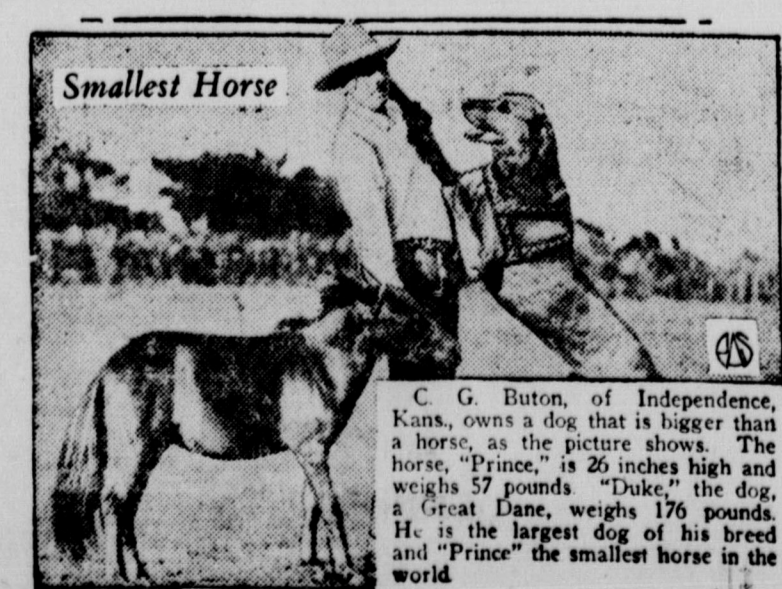 Smallest Horse
C. G. Buton, of Independence,
Kans., owns a dog that is bigger than
a horse, as the picture shows. The
horse, "Prince," is 26 inches high and
weighs 57 pounds. "Duke," the dog,
a Great Dane, weighs 176 pounds.
He is the largest dog of his breed
and "Prince" the smallest horse in the
world